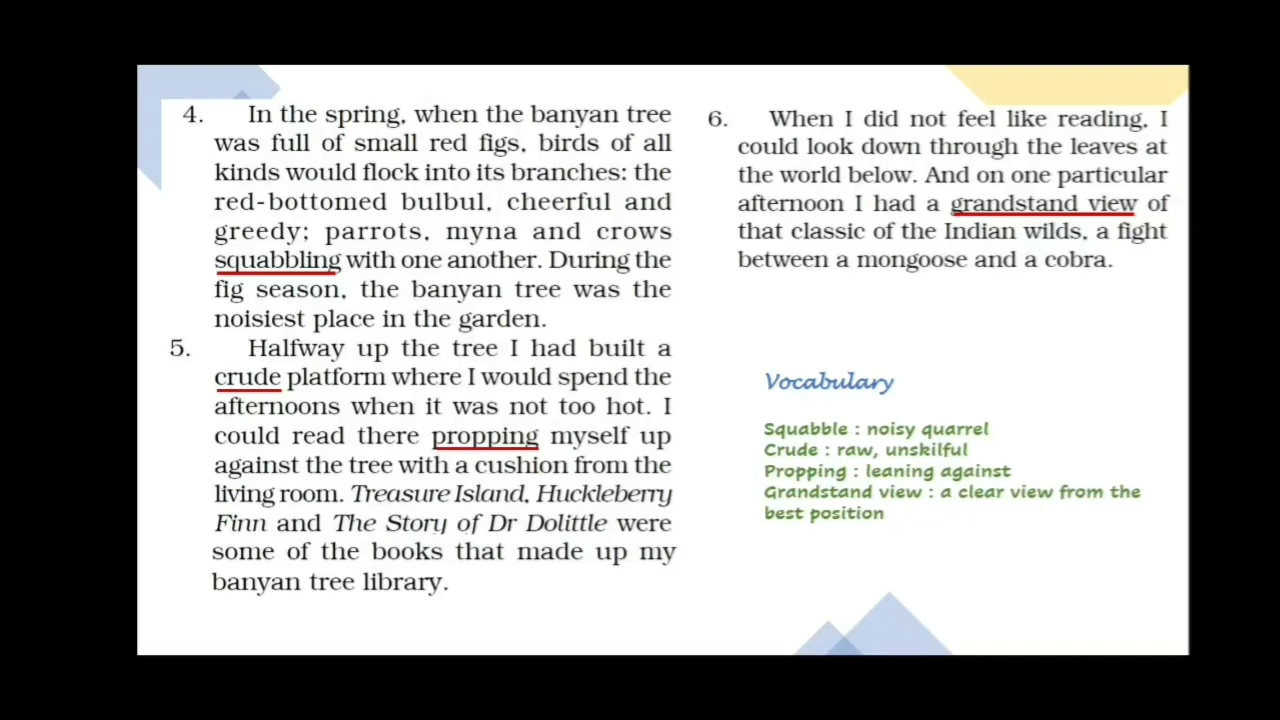 4. In the spring, when the banyan tree
was full of small red figs, birds of all
kinds would flock into its branches: the
red-bottomed bulbul, cheerful and
greedy; parrots, myna and crows
squabbling with one another. During the
fig season, the banyan tree was the
noisiest place in the garden.
5. Halfway up the tree I had built a
crude platform where I would spend the
afternoons when it was not too hot. I
could read there propping myself up
against the tree with a cushion from the
living room. Treasure Island, Huckleberry
Finn and The Story of Dr Dolittle were
some of the books that made up my
banyan tree library.
6. When I did not feel like reading, I
could look down through the leaves at
the world below. And on one particular
afternoon I had a grandstand view of
that classic of the Indian wilds, a fight
between a mongoose and a cobra.
Vocabulary
Squabble : noisy quarrel
Crude : raw, unskilful
Propping : leaning against
Grandstand view : a clear view from the
best position